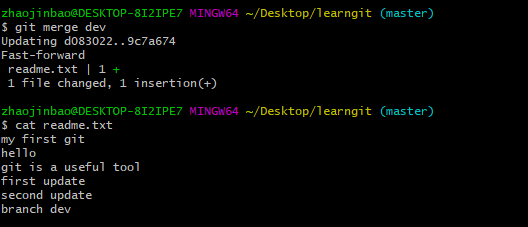 zhaojinbao@DESKTOP-8I2IPE7 MINGW64 ~/Desktop/learngit (master)
$ git merge dev
Updating d083022..9c7a674
Fast-forward
 readme.txt | 1 +
 1 file changed, 1 insertion(+)
zhaojinbao@DESKTOP-8I2IPE7 MINGW64 ~/Desktop/learngit (master)
$ cat readme.txt
my first git
hello
git is a useful tool
first update
second update
branch dev